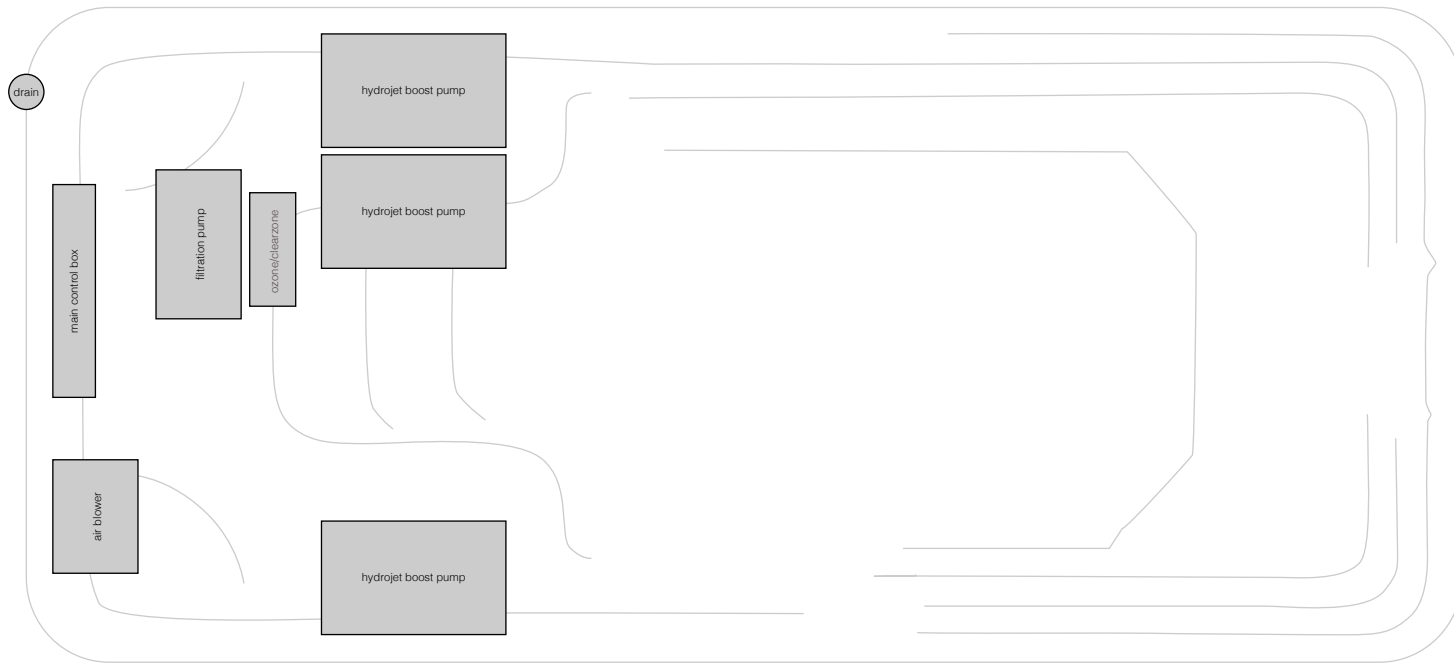 hydrojet boost pump
drain
hydrojet boost pump
filtration pump
ozone/clearzone
main control box
air blower
hydrojet boost pump